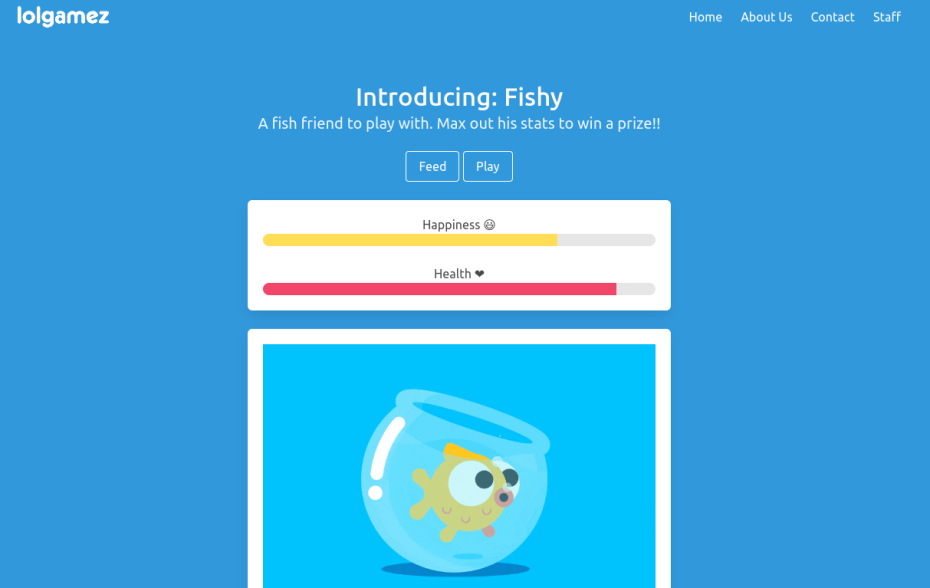 lolgamez
Home About Us Contact Staff
Introducing: Fishy
A fish friend to play with. Max out his stats to win a prize!!
Feed Play
Happiness 😃
Health ❤